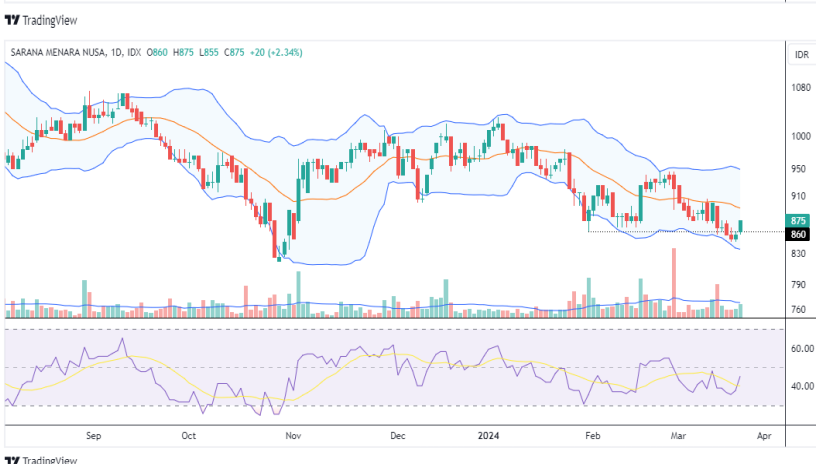 TradingView
SARANA MENARA NUSA, 1D, IDX O860 H875 L855 C875 +20 (+2.34%)
IDR
1080
1000
950
910
875
860
830
790
760
60.00
40.00
Sep Oct Nov Dec 2024 Feb Mar Apr
TradingView